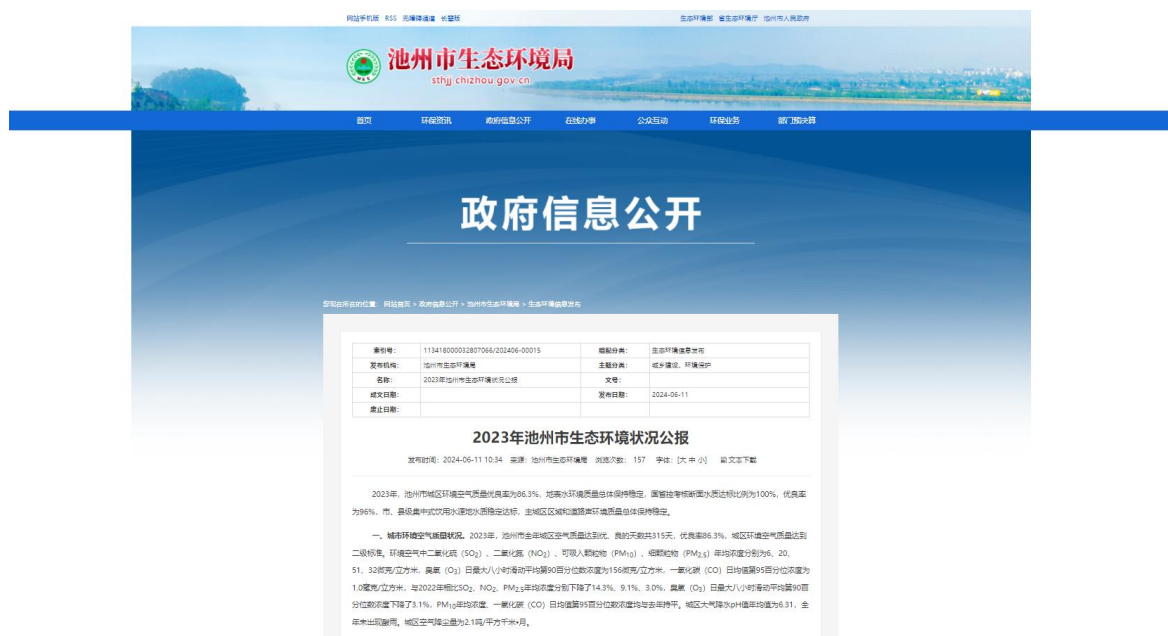 网站手机版 RSS 无障碍通道 长辈版
生态环境部 省生态环境厅 池州市人民政府
池州市生态环境局
sthjj.chizhou.gov.cn
首页 环保资讯 政府信息公开 在线办事 公众互动 环保业务 部门预决算
政府信息公开
您现在所在的位置: 网站首页 > 政府信息公开 > 池州市生态环境局 > 生态环境信息发布
索引号: 113418000032807066/202406-00015 组配分类: 生态环境信息发布
发布机构: 池州市生态环境局 主题分类: 城乡建设、环境保护
名称: 2023年池州市生态环境状况公报 文号:
成文日期: 发布日期: 2024-06-11
废止日期:
2023年池州市生态环境状况公报
发布时间: 2024-06-11 10:34 来源: 池州市生态环境局 浏览次数: 157 字体: [大 中 小] 文本下载
2023年, 池州市城区环境空气质量优良率为86.3%, 地表水环境质量总体保持稳定, 国省控考核断面水质达标比例为100%, 优良率
为96%, 市、县级集中式饮用水源地水质稳定达标, 主城区区域和道路声环境质量总体保持稳定。
一、城市环境空气质量状况。2023年, 池州市全年城区空气质量达到优、良的天数共315天, 优良率86.3%, 城区环境空气质量达到
二级标准。环境空气中二氧化硫（SO₂）、二氧化氮（NO₂）、可吸入颗粒物（PM₁₀）、细颗粒物（PM₂.₅）年均浓度分别为6、20、
51、32微克/立方米, 臭氧（O₃）日最大八小时滑动平均第90百分位数浓度为156微克/立方米, 一氧化碳（CO）日均值第95百分位浓度为
1.0毫克/立方米, 与2022年相比SO₂、NO₂、PM₂.₅年均浓度分别下降了14.3%、9.1%、3.0%, 臭氧（O₃）日最大八小时滑动平均第90百
分位数浓度下降了3.1%, PM₁₀年均浓度、一氧化碳（CO）日均值第95百分位数浓度均与去年持平。城区大气降水pH值年均值为6.31, 全
年未出现酸雨。城区空气降尘量为2.1吨/平方千米•月。